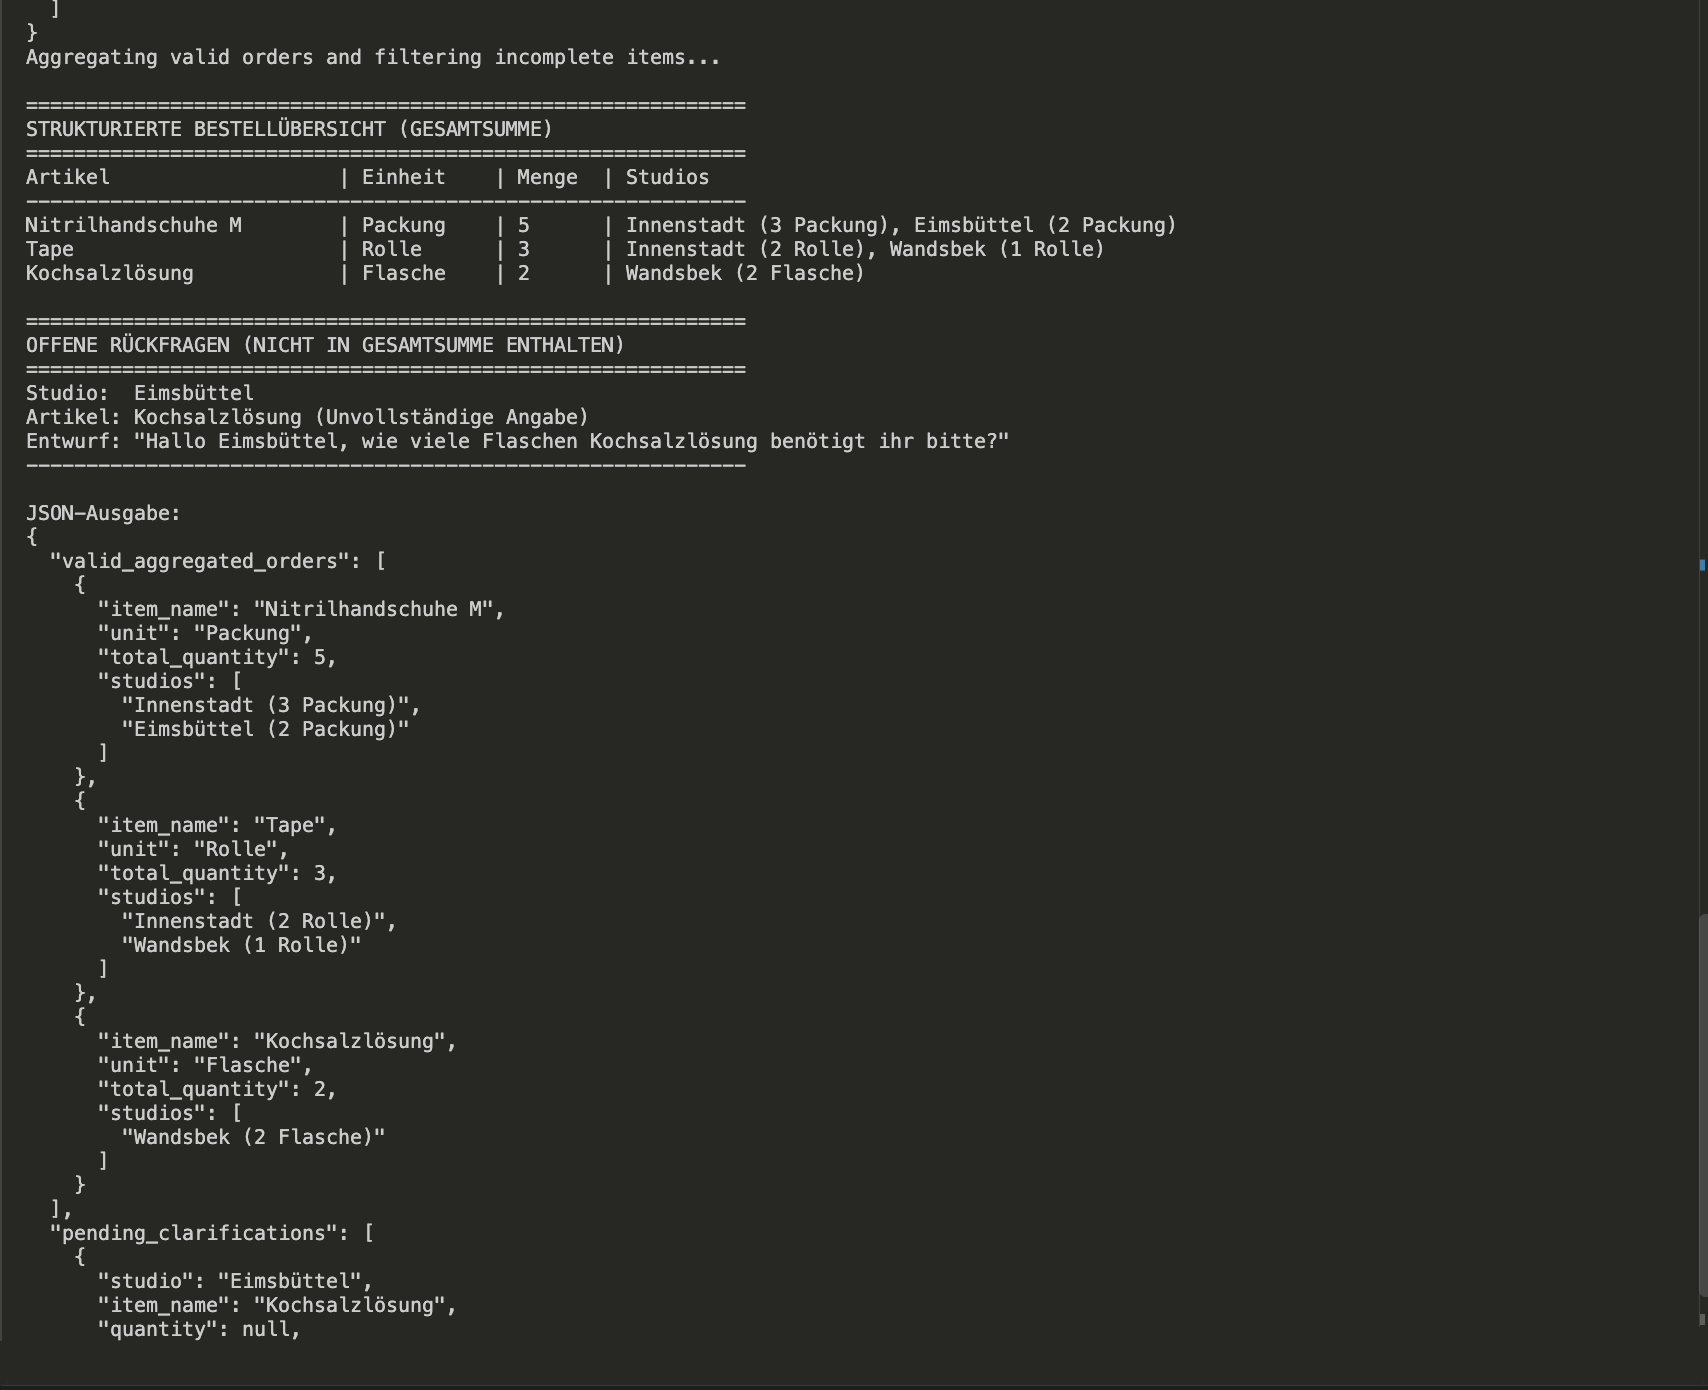 ]
}
Aggregating valid orders and filtering incomplete items...
============================================================
STRUKTURIERTE BESTELLÜBERSICHT (GESAMTSUMME)
============================================================
Artikel                   | Einheit    | Menge  | Studios
------------------------------------------------------------
Nitrilhandschuhe M        | Packung    | 5      | Innenstadt (3 Packung), Eimsbüttel (2 Packung)
Tape                      | Rolle      | 3      | Innenstadt (2 Rolle), Wandsbek (1 Rolle)
Kochsalzlösung            | Flasche    | 2      | Wandsbek (2 Flasche)
============================================================
OFFENE RÜCKFRAGEN (NICHT IN GESAMTSUMME ENTHALTEN)
============================================================
Studio:  Eimsbüttel
Artikel: Kochsalzlösung (Unvollständige Angabe)
Entwurf: "Hallo Eimsbüttel, wie viele Flaschen Kochsalzlösung benötigt ihr bitte?"
------------------------------------------------------------
JSON-Ausgabe:
{
  "valid_aggregated_orders": [
    {
      "item_name": "Nitrilhandschuhe M",
      "unit": "Packung",
      "total_quantity": 5,
      "studios": [
        "Innenstadt (3 Packung)",
        "Eimsbüttel (2 Packung)"
      ]
    },
    {
      "item_name": "Tape",
      "unit": "Rolle",
      "total_quantity": 3,
      "studios": [
        "Innenstadt (2 Rolle)",
        "Wandsbek (1 Rolle)"
      ]
    },
    {
      "item_name": "Kochsalzlösung",
      "unit": "Flasche",
      "total_quantity": 2,
      "studios": [
        "Wandsbek (2 Flasche)"
      ]
    }
  ],
  "pending_clarifications": [
    {
      "studio": "Eimsbüttel",
      "item_name": "Kochsalzlösung",
      "quantity": null,